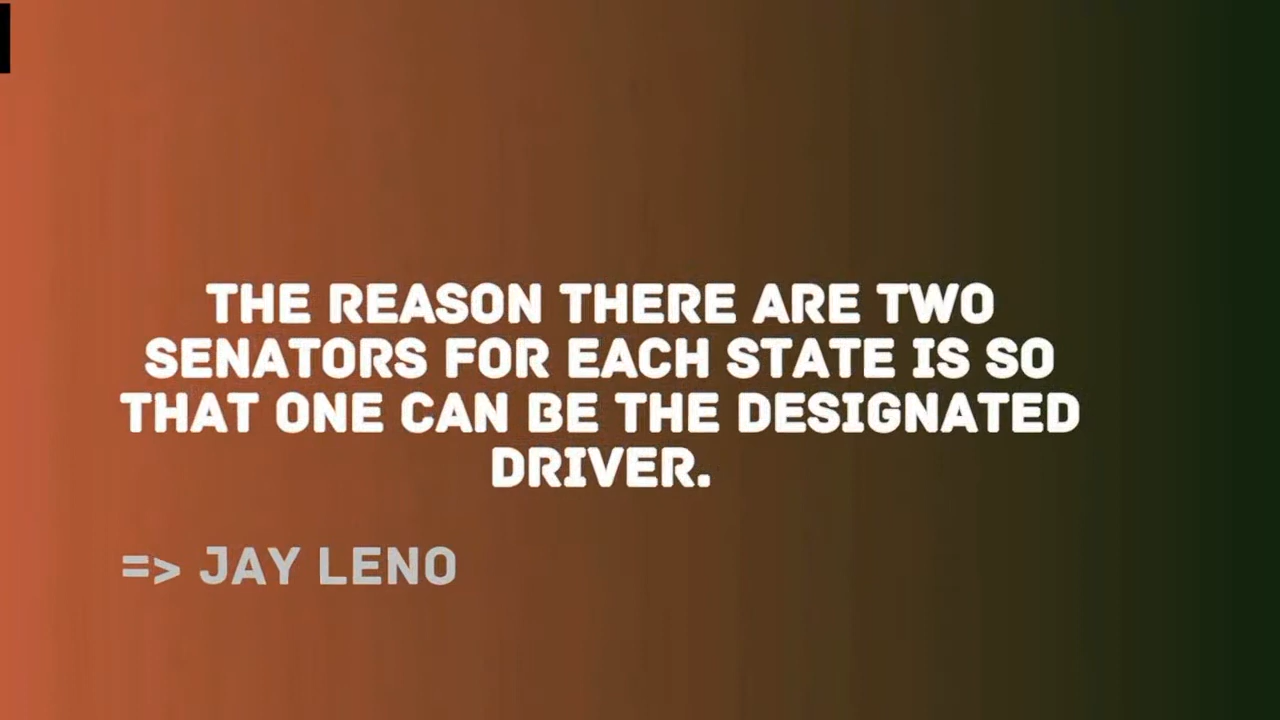 THE REASON THERE ARE TWO
SENATORS FOR EACH STATE IS SO
THAT ONE CAN BE THE DESIGNATED
DRIVER.
=> JAY LENO